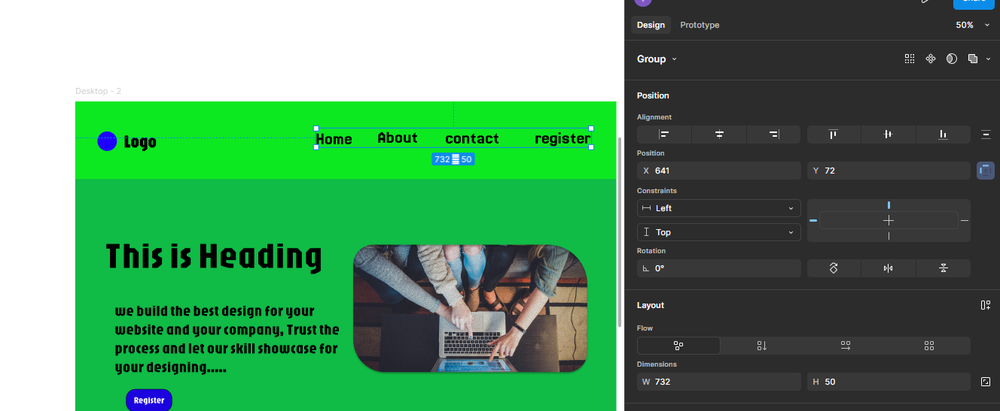 Design Prototype 50%
Group
Desktop - 2
Position
Alignment
Position
X 641 Y 72
Constraints
Left
Top
Rotation
0°
Layout
Flow
Dimensions
W 732 H 50
Logo Home About contact register
732 50
This is Heading
we build the best design for your
website and your company, Trust the
process and let our skill showcase for
your designing.....
Register